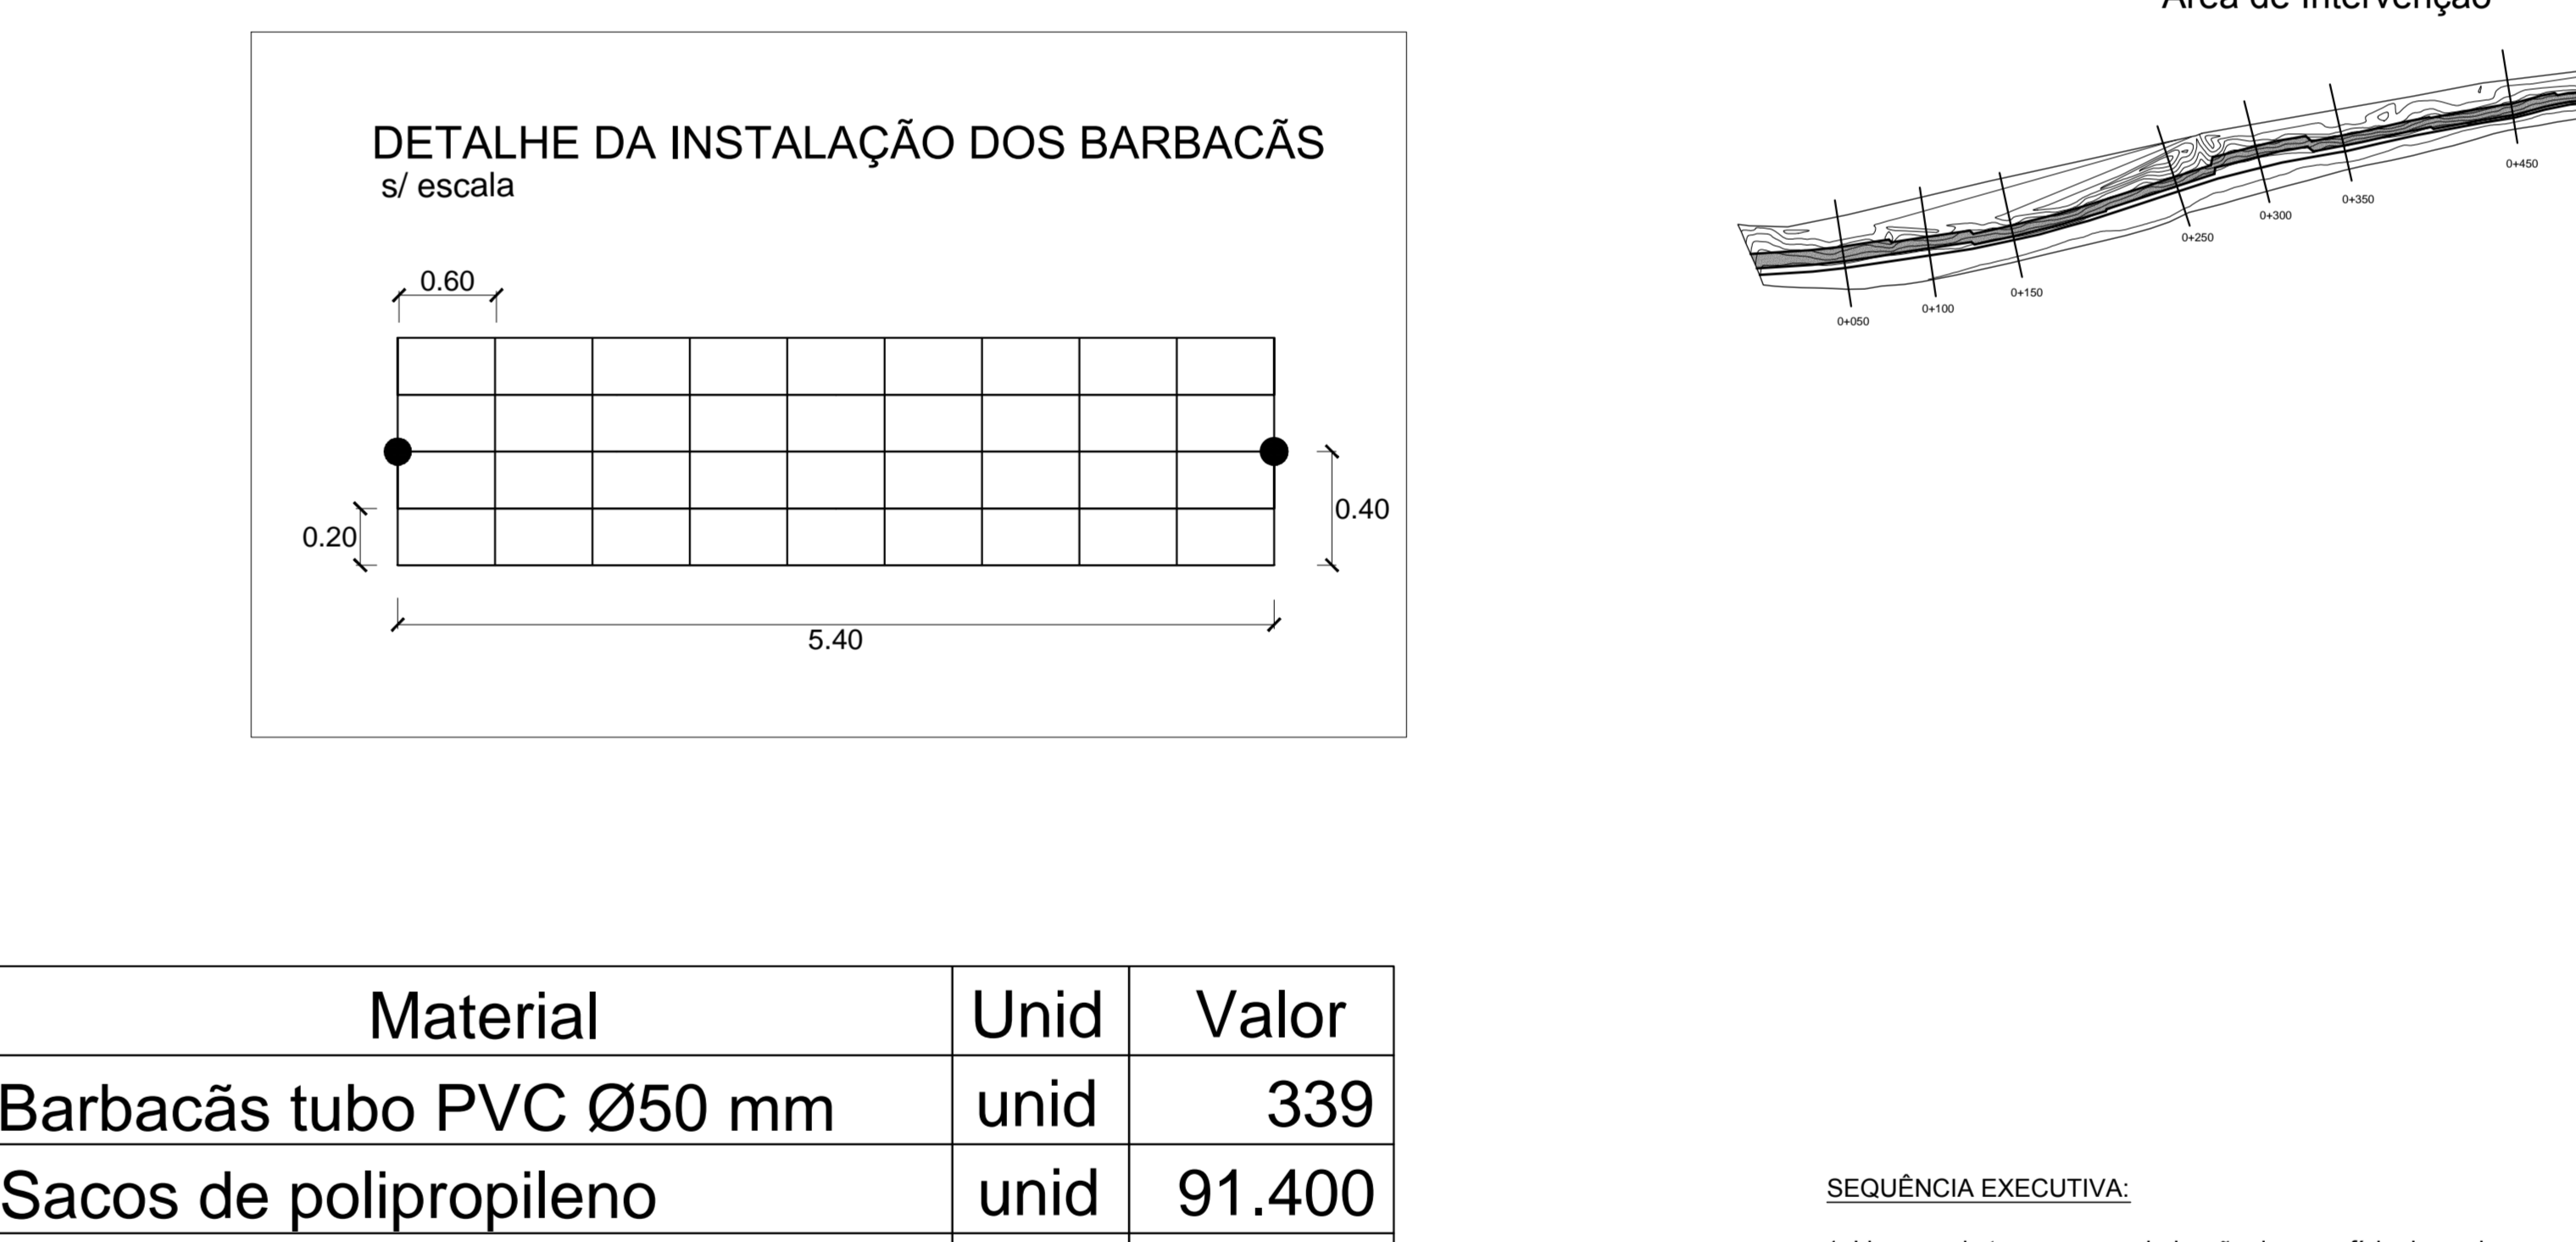 Área de Intervenção
DETALHE DA INSTALAÇÃO DOS BARBACÃS
s/ escala
0.60
0.20
0.40
5.40
0+050
0+100
0+150
0+250
0+300
0+350
0+450
Material Unid Valor
Barbacãs tubo PVC Ø50 mm unid 339
Sacos de polipropileno unid 91.400
SEQUÊNCIA EXECUTIVA: